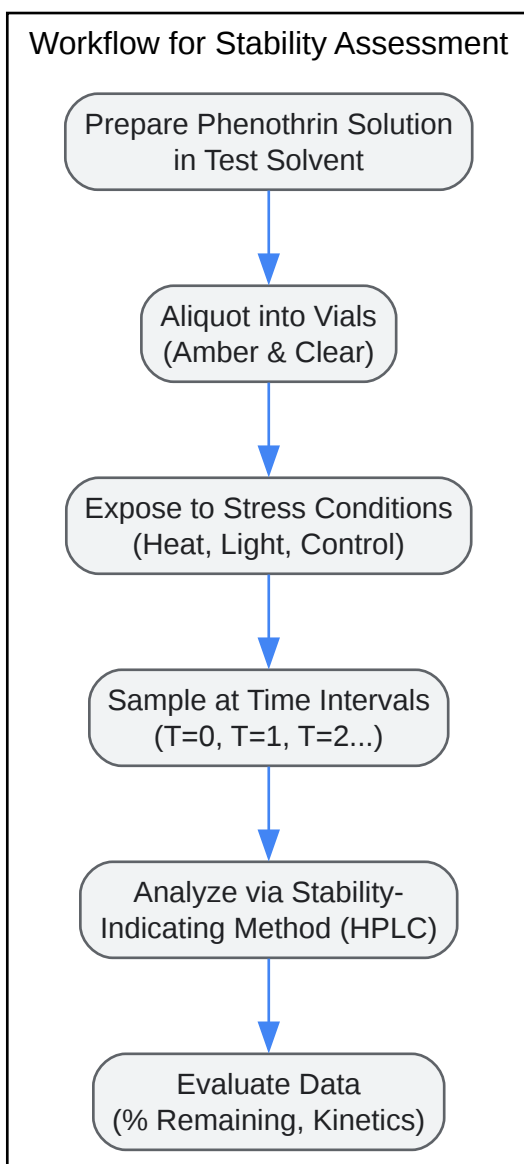 Workflow for Stability Assessment
Prepare Phenothrin Solution
in Test Solvent
Aliquot into Vials
(Amber & Clear)
Expose to Stress Conditions
(Heat, Light, Control)
Sample at Time Intervals
(T=0, T=1, T=2...)
Analyze via Stability-
Indicating Method (HPLC)
Evaluate Data
(% Remaining, Kinetics)